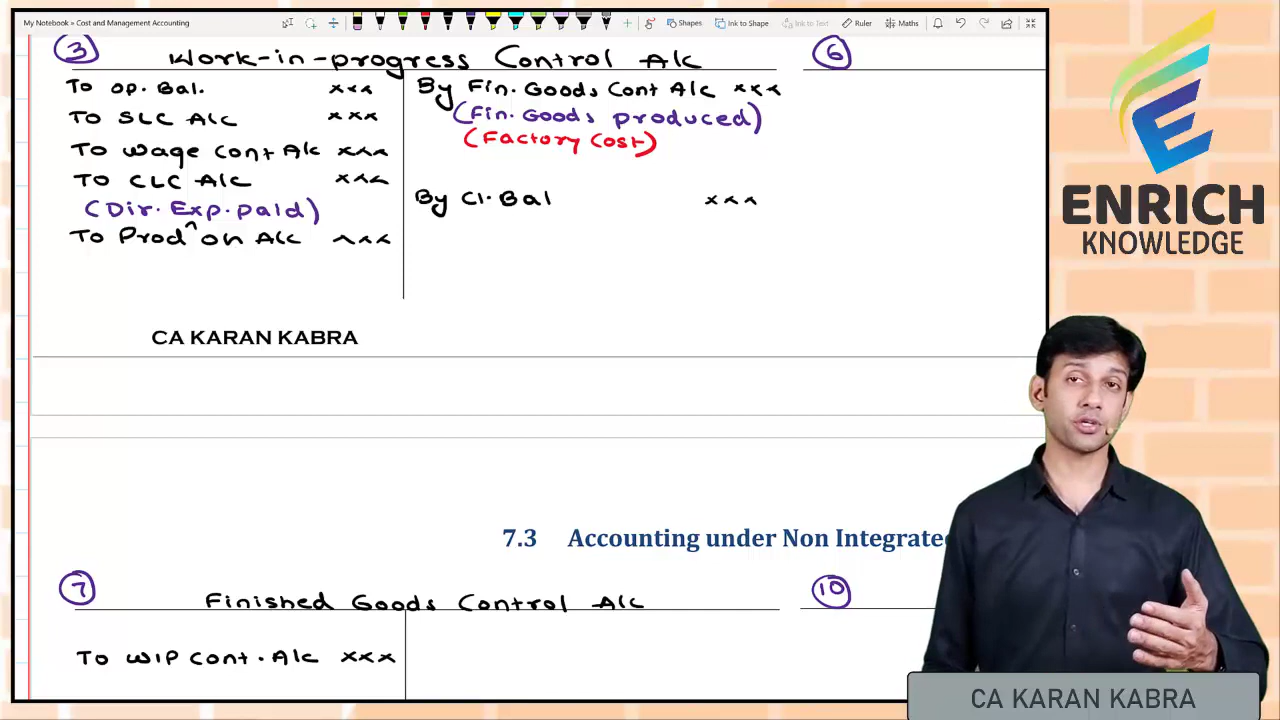 My Notebook » Cost and Management Accounting
Shapes
Ink to Shape
Ink to Text
Ruler
Maths
3
Work-in-progress Control A/c
6
To Op. Bal. xxx
By Fin. Goods Cont A/c xxx
To SLC A/c xxx
(Fin. Goods produced)
To wage Cont A/c xxx
(Factory Cost)
To CLC A/c xxx
By Cl. Bal xxx
(Dir. Exp. paid)
To Prodn oh A/c xxx
CA KARAN KABRA
7.3 Accounting under Non Integrate
7
Finished Goods Control A/c
10
To WIP Cont. A/c xxx
ENRICH
KNOWLEDGE
CA KARAN KABRA